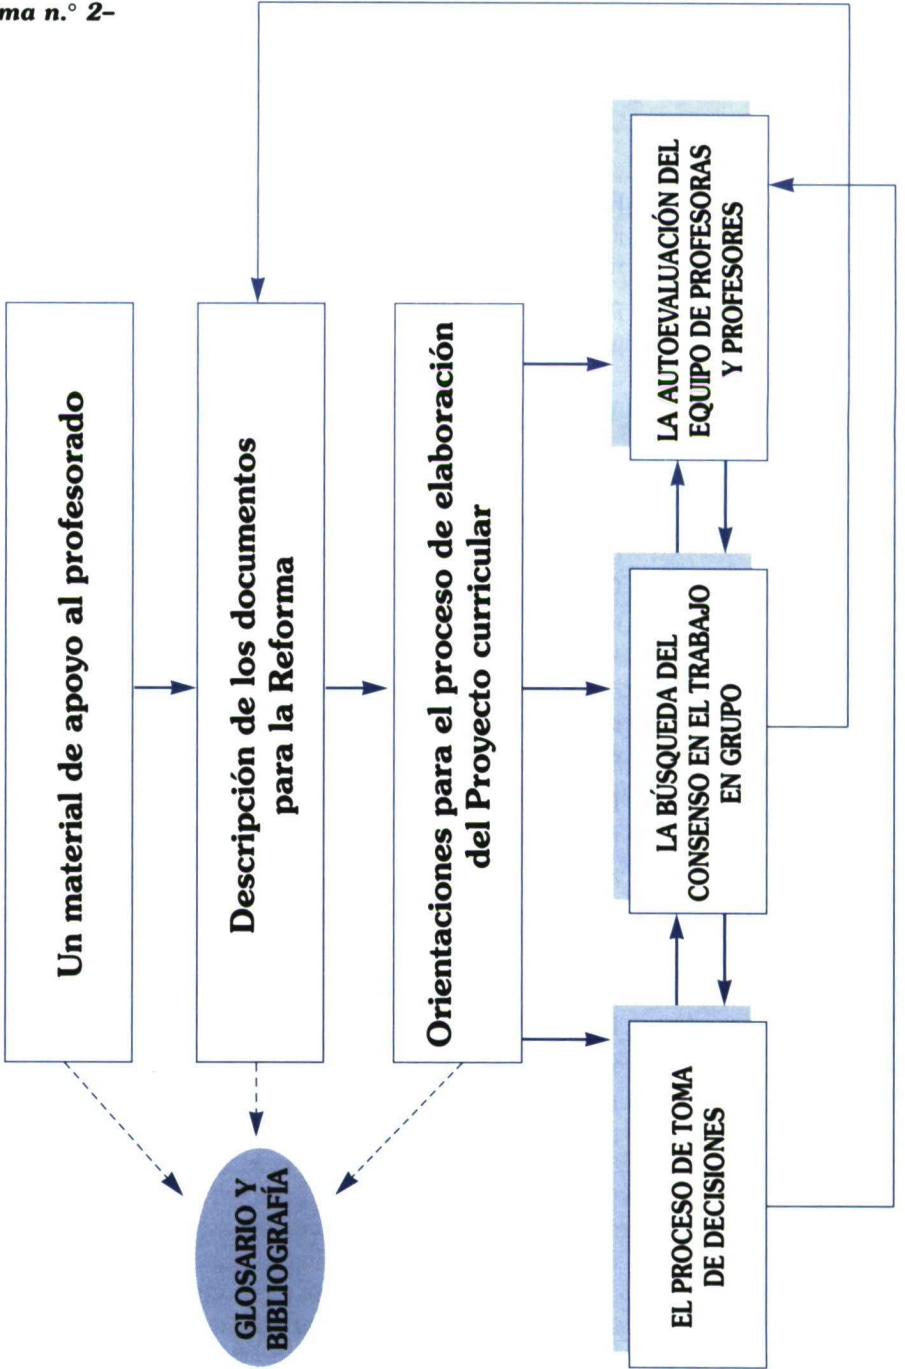 ma n.° 2–
Un material de apoyo al profesorado
Descripción de los documentos
para la Reforma
Orientaciones para el proceso de elaboración
del Proyecto curricular
GLOSARIO Y
BIBLIOGRAFÍA
EL PROCESO DE TOMA
DE DECISIONES
LA BÚSQUEDA DEL
CONSENSO EN EL TRABAJO
EN GRUPO
LA AUTOEVALUACIÓN DEL
EQUIPO DE PROFESORAS
Y PROFESORES